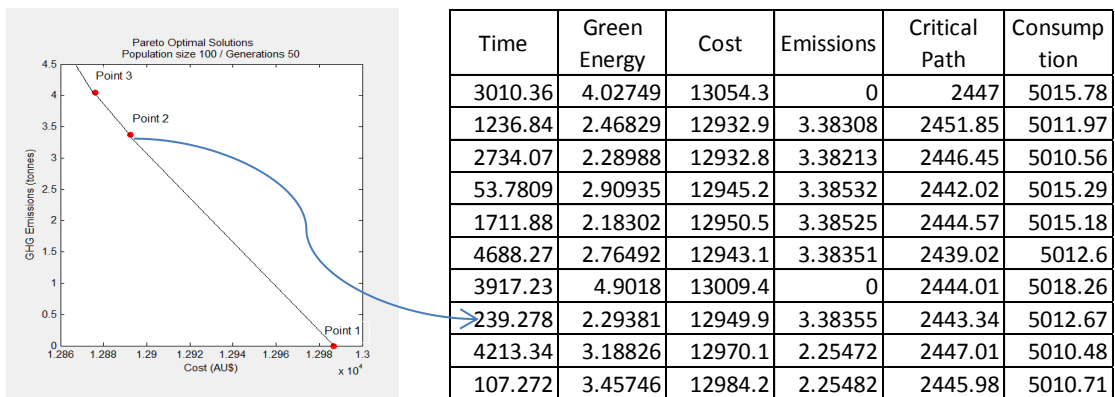 Pareto Optimal Solutions
Population size 100 / Generations 50
4.5
4
3.5
3
2.5
2
1.5
1
0.5
0
GHG Emissions (tonnes)
Point 3
Point 2
Point 1
1.286 1.288 1.29 1.292 1.294 1.296 1.298 1.3
Cost (AU$)
x 10^4
Time Green Energy Cost Emissions Critical Path Consump tion
3010.36 4.02749 13054.3 0 2447 5015.78
1236.84 2.46829 12932.9 3.38308 2451.85 5011.97
2734.07 2.28988 12932.8 3.38213 2446.45 5010.56
53.7809 2.90935 12945.2 3.38532 2442.02 5015.29
1711.88 2.18302 12950.5 3.38525 2444.57 5015.18
4688.27 2.76492 12943.1 3.38351 2439.02 5012.6
3917.23 4.9018 13009.4 0 2444.01 5018.26
239.278 2.29381 12949.9 3.38355 2443.34 5012.67
4213.34 3.18826 12970.1 2.25472 2447.01 5010.48
107.272 3.45746 12984.2 2.25482 2445.98 5010.71